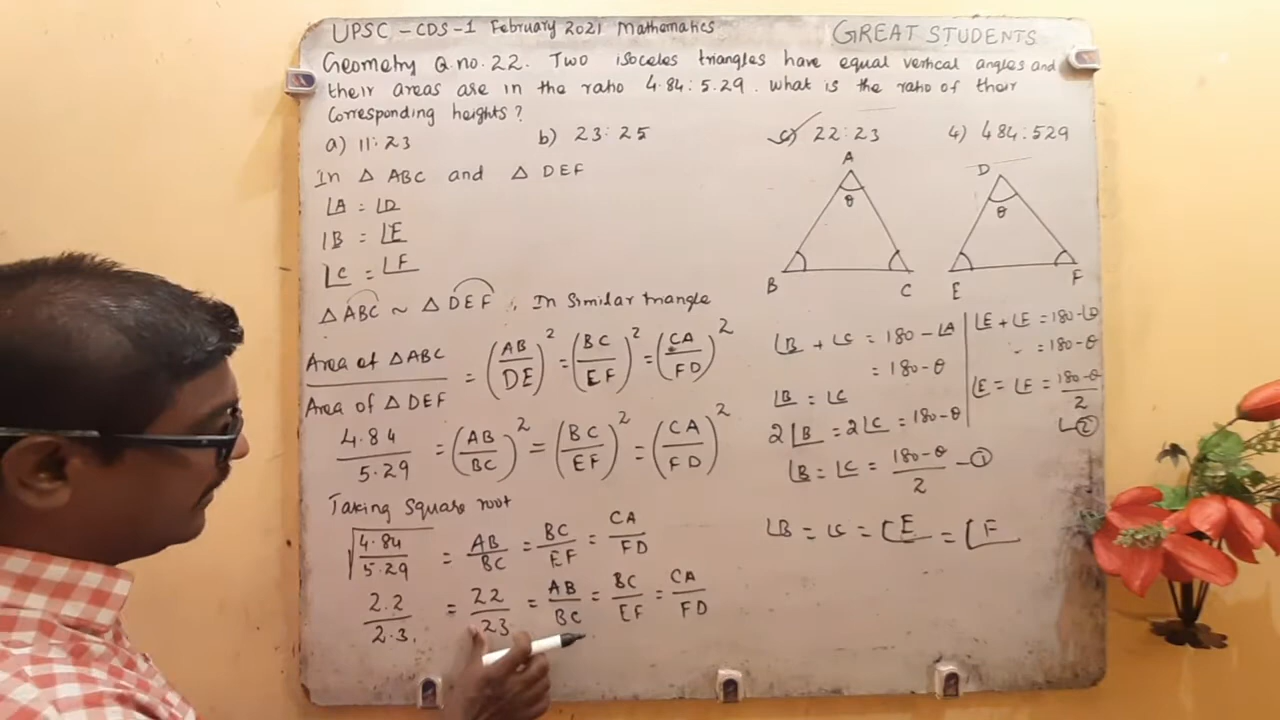 UPSC - CDS-1 February 2021 Mathematics
GREAT STUDENTS
Geometry Q.no.22. Two isoceles triangles have equal vertical angles and
their areas are in the ratio 4.84:5.29. what is the ratio of their
corresponding heights?
a) 11:23 b) 23:25 c) 22:23 4) 484:529
In △ ABC and △ DEF
∠A = ∠D
∠B = ∠E
∠C = ∠F
△ABC ~ △DEF, In similar triangle
Area of △ABC / Area of △DEF = (AB/DE)² = (BC/EF)² = (CA/FD)²
4.84/5.29 = (AB/BC)² = (BC/EF)² = (CA/FD)²
Taking square root
√(4.84/5.29) = AB/BC = BC/EF = CA/FD
2.2/2.3 = 22/23 = AB/BC = BC/EF = CA/FD
A
θ
B
C
D
θ
E
F
∠B + ∠C = 180 - ∠A
= 180 - θ
∠B = ∠C
2∠B = 2∠C = 180 - θ
∠B = ∠C = (180 - θ)/2 - ①
∠E + ∠E = 180 - ∠D
= 180 - θ
∠E = ∠E = (180 - θ)/2
②
∠B = ∠C = ∠E = ∠F